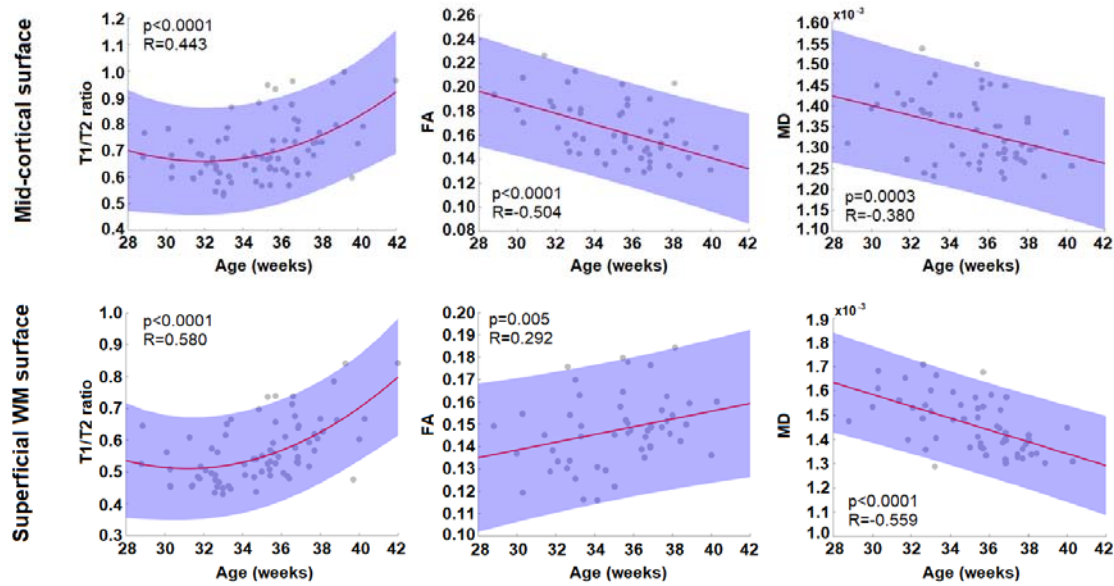 Mid-cortical surface
1.2
1.1
1.0
0.9
0.8
0.7
0.6
0.5
0.4
T1/T2 ratio
p<0.0001
R=0.443
28 30 32 34 36 38 40 42
Age (weeks)
0.26
0.24
0.22
0.20
0.18
0.16
0.14
0.12
0.10
0.08
FA
p<0.0001
R=-0.504
28 30 32 34 36 38 40 42
Age (weeks)
x10⁻³
1.60
1.55
1.50
1.45
1.40
1.35
1.30
1.25
1.20
1.15
1.10
MD
p=0.0003
R=-0.380
28 30 32 34 36 38 40 42
Age (weeks)
Superficial WM surface
1.0
0.9
0.8
0.7
0.6
0.5
0.4
0.3
T1/T2 ratio
p<0.0001
R=0.580
28 30 32 34 36 38 40 42
Age (weeks)
0.20
0.19
0.18
0.17
0.16
0.15
0.14
0.13
0.12
0.11
0.10
FA
p=0.005
R=0.292
28 30 32 34 36 38 40 42
Age (weeks)
x10⁻³
1.9
1.8
1.7
1.6
1.5
1.4
1.3
1.2
1.1
1.0
MD
p<0.0001
R=-0.559
28 30 32 34 36 38 40 42
Age (weeks)